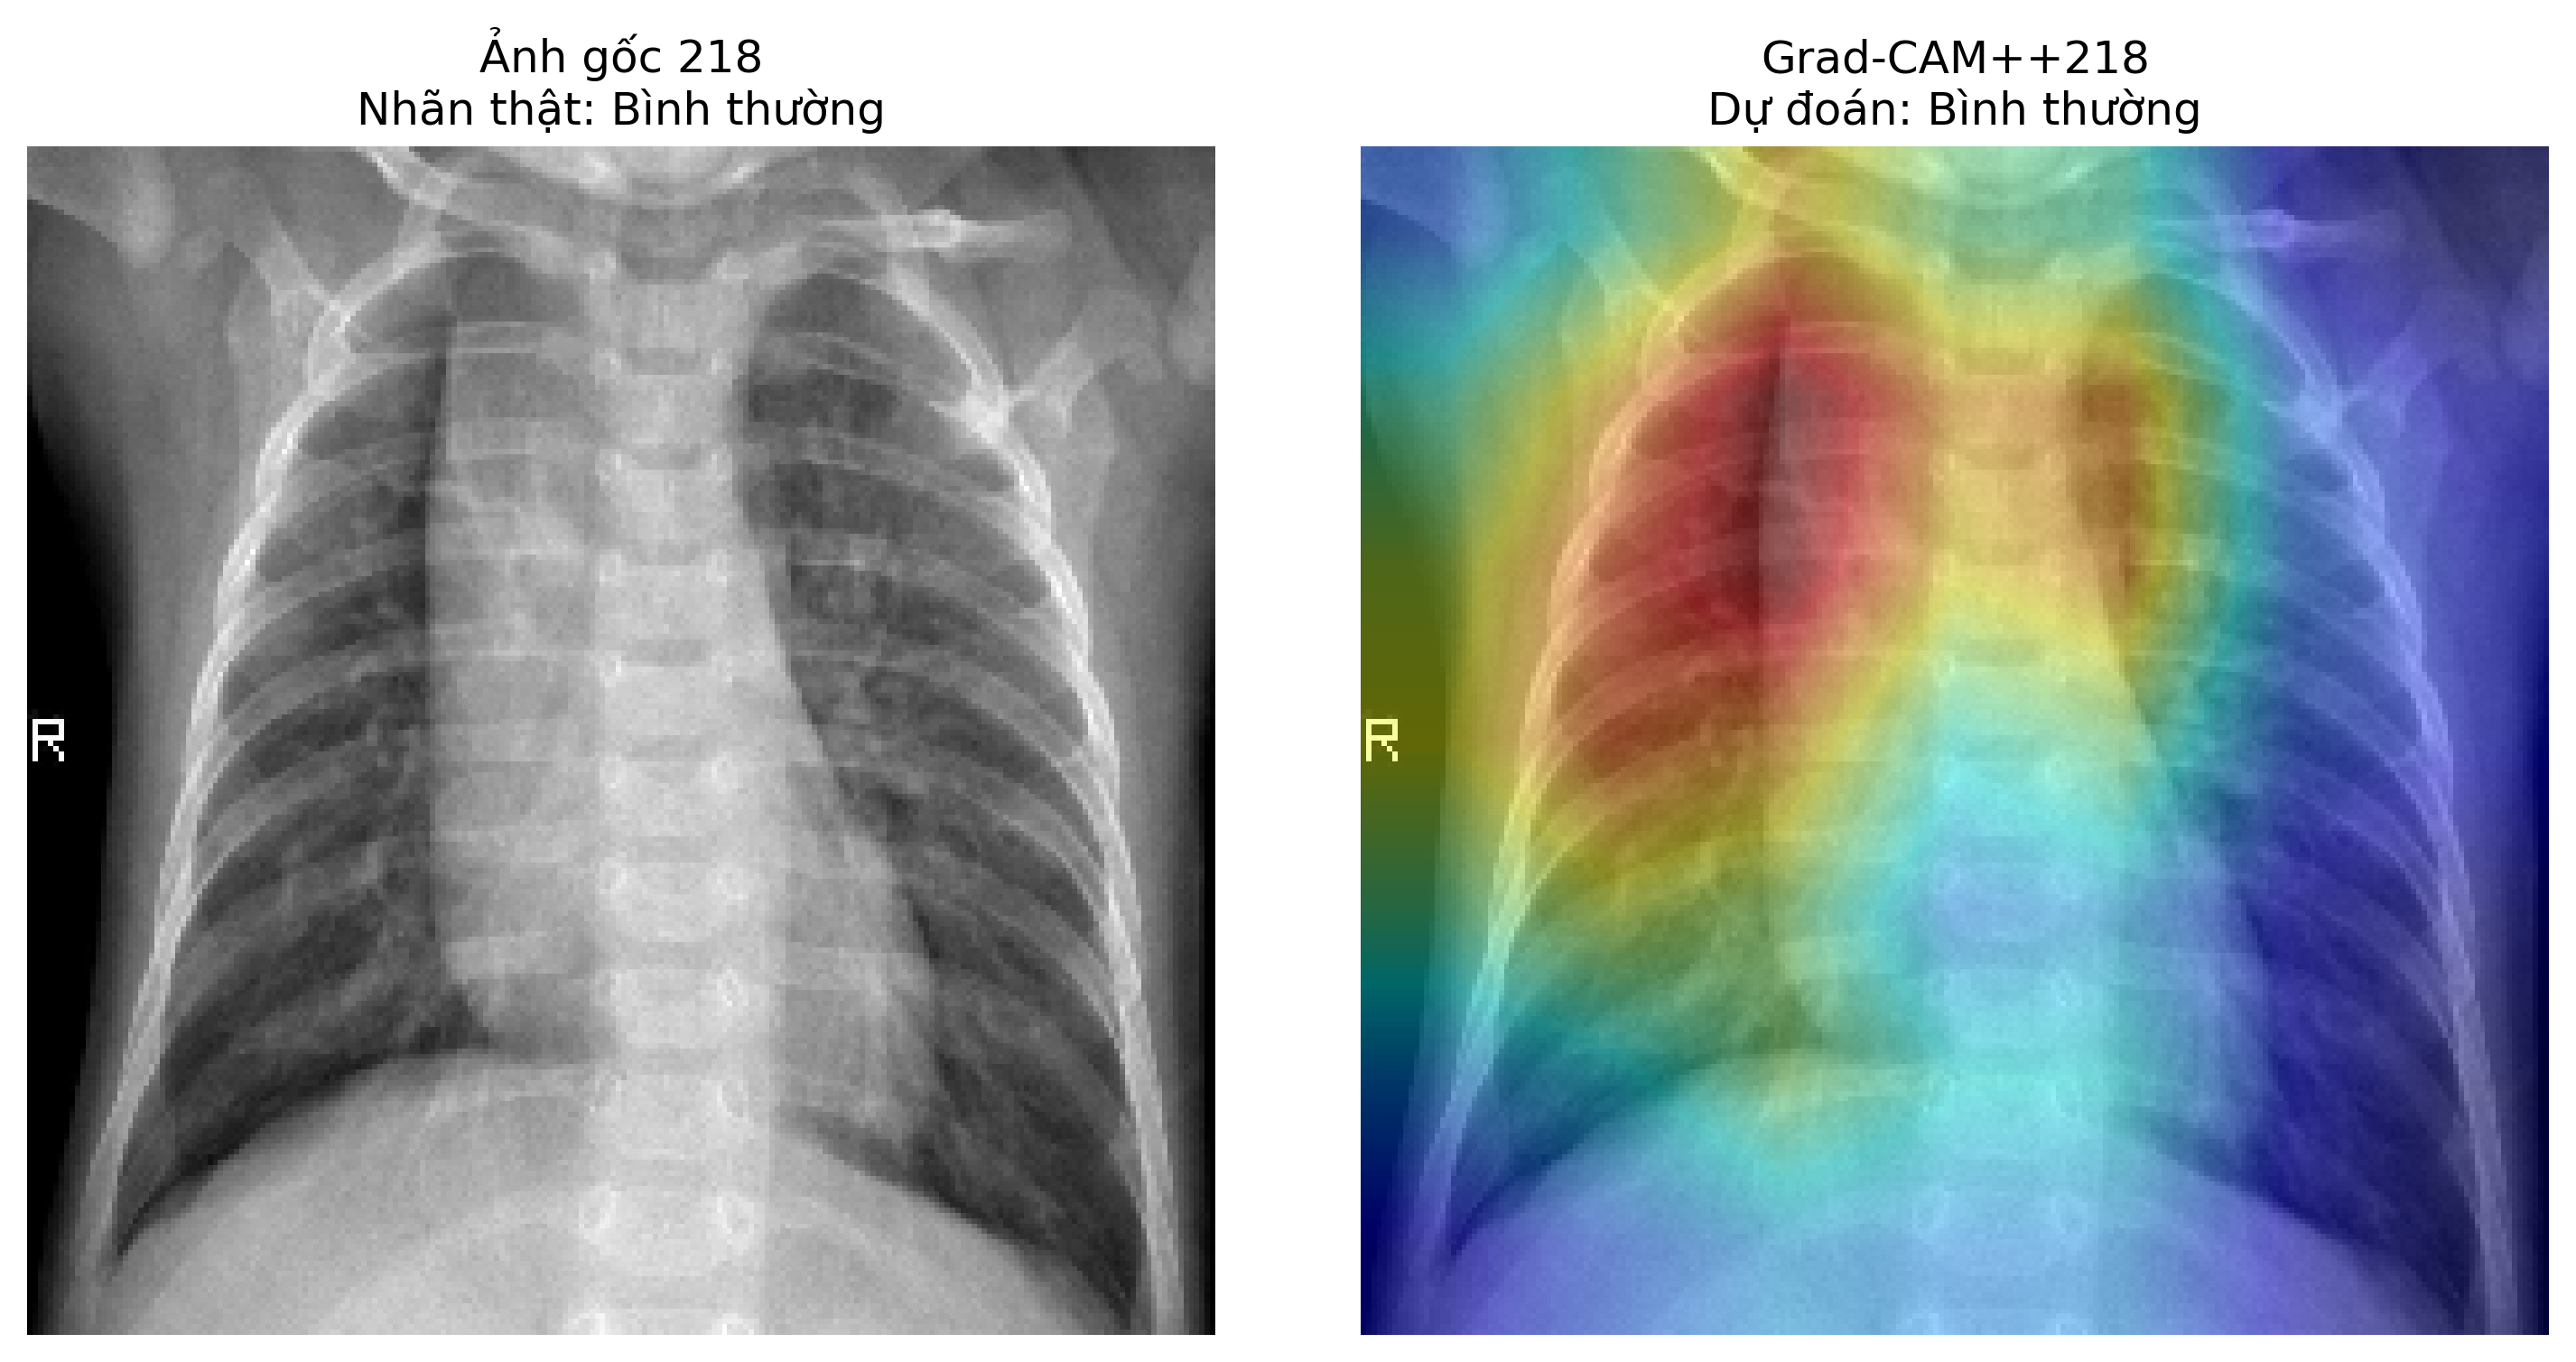 Ảnh gốc 218
Nhãn thật: Bình thường
Grad-CAM++218
Dự đoán: Bình thường
R
R